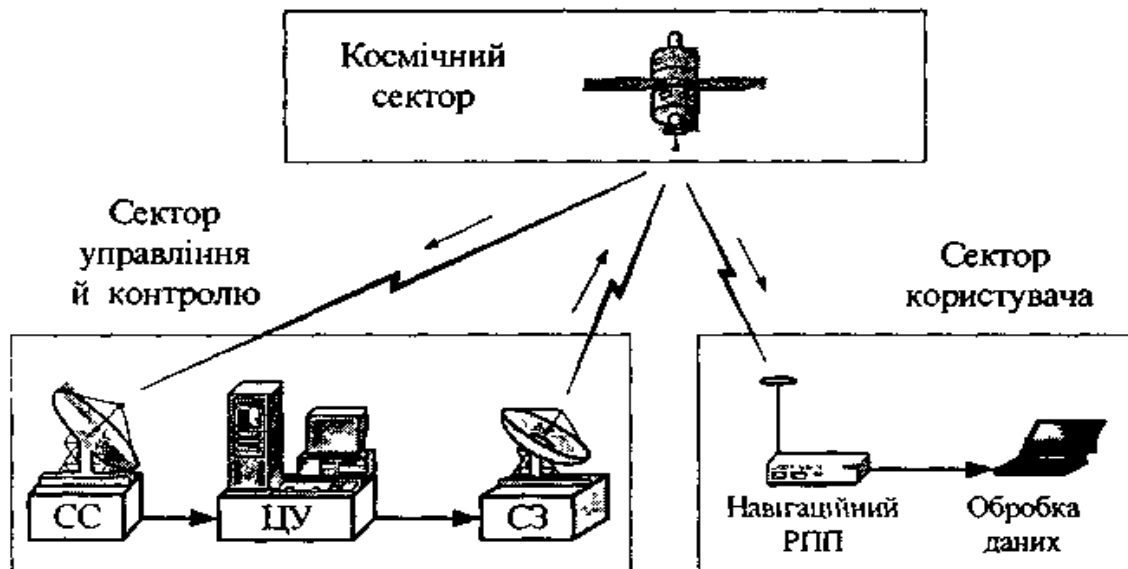 Космічний
сектор
Сектор
управління
й контролю
Сектор
користувача
СС
ЦУ
СЗ
Навігаційний
РПП
Обробка
даних